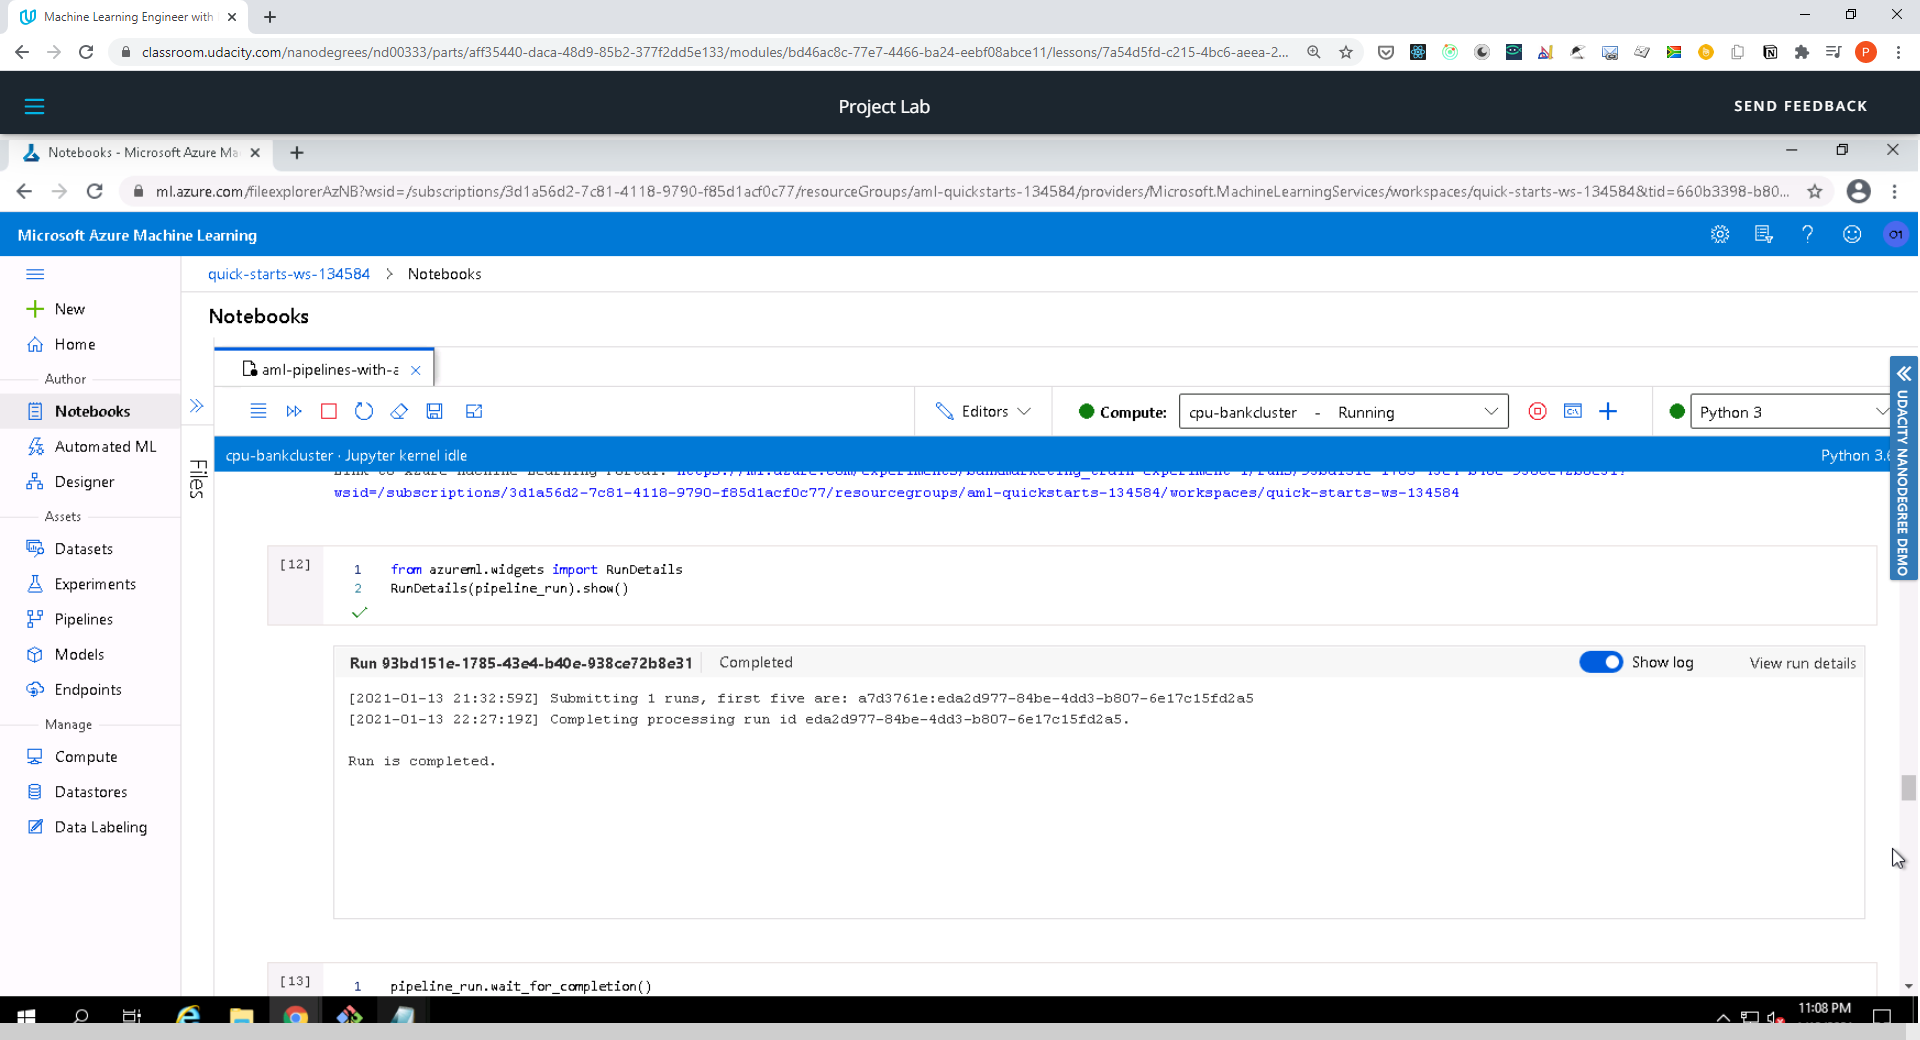 Machine Learning Engineer with
classroom.udacity.com/nanodegrees/nd00333/parts/aff35440-daca-48d9-85b2-377f2dd5e133/modules/bd46ac8c-77e7-4466-ba24-eebf08abce11/lessons/7a54d5fd-c215-4bc6-aeea-2...
P
Project Lab
SEND FEEDBACK
Notebooks - Microsoft Azure Ma
ml.azure.com/fileexplorerAzNB?wsid=/subscriptions/3d1a56d2-7c81-4118-9790-f85d1acf0c77/resourceGroups/aml-quickstarts-134584/providers/Microsoft.MachineLearningServices/workspaces/quick-starts-ws-134584&tid=660b3398-b80...
Microsoft Azure Machine Learning
O1
quick-starts-ws-134584 > Notebooks
New
Home
Author
Notebooks
Automated ML
Designer
Assets
Datasets
Experiments
Pipelines
Models
Endpoints
Manage
Compute
Datastores
Data Labeling
Files
Notebooks
aml-pipelines-with-a
Editors
Compute: cpu-bankcluster - Running
Python 3
cpu-bankcluster · Jupyter kernel idle
Python 3.6
wsid=/subscriptions/3d1a56d2-7c81-4118-9790-f85d1acf0c77/resourcegroups/aml-quickstarts-134584/workspaces/quick-starts-ws-134584
[12]
1 from azureml.widgets import RunDetails
2 RunDetails(pipeline_run).show()
Run 93bd151e-1785-43e4-b40e-938ce72b8e31 Completed
Show log
View run details
[2021-01-13 21:32:59Z] Submitting 1 runs, first five are: a7d3761e:eda2d977-84be-4dd3-b807-6e17c15fd2a5
[2021-01-13 22:27:19Z] Completing processing run id eda2d977-84be-4dd3-b807-6e17c15fd2a5.
Run is completed.
[13]
1 pipeline_run.wait_for_completion()
UDACITY NANODEGREE DEMO
11:08 PM